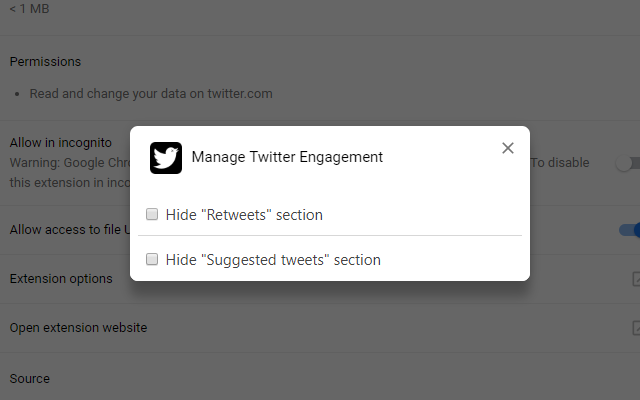 < 1 MB
Permissions
• Read and change your data on twitter.com
Allow in incognito
Warning: Google Chro
To disable
this extension in inco
Allow access to file U
Extension options
Open extension website
Source
Manage Twitter Engagement
Hide "Retweets" section
Hide "Suggested tweets" section